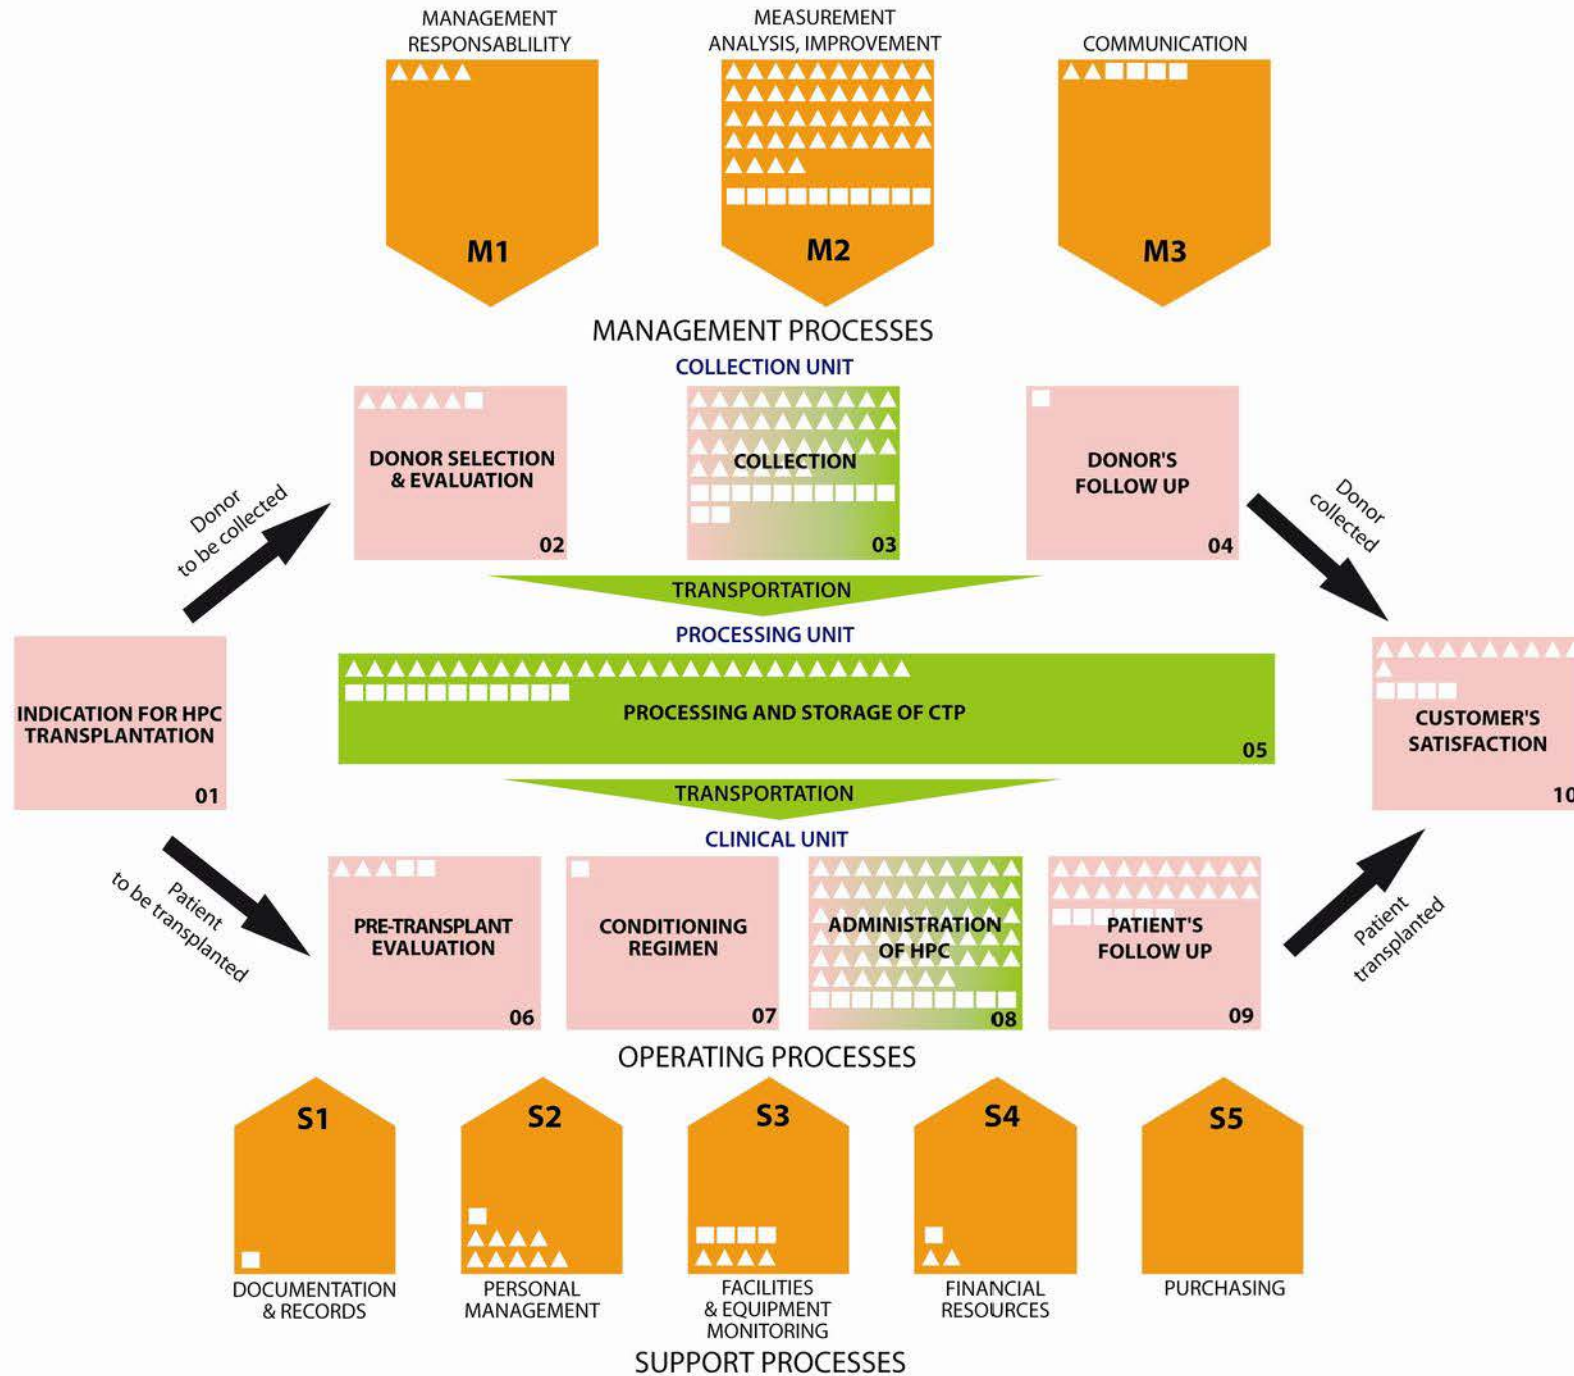 MANAGEMENT
RESPONSABLILITY
MEASUREMENT
ANALYSIS, IMPROVEMENT
COMMUNICATION
M1
M2
M3
MANAGEMENT PROCESSES
COLLECTION UNIT
DONOR SELECTION
& EVALUATION
02
COLLECTION
03
DONOR'S
FOLLOW UP
04
Donor
to be collected
Donor
collected
TRANSPORTATION
PROCESSING UNIT
INDICATION FOR HPC
TRANSPLANTATION
01
PROCESSING AND STORAGE OF CTP
05
CUSTOMER'S
SATISFACTION
10
TRANSPORTATION
CLINICAL UNIT
Patient
to be transplanted
PRE-TRANSPLANT
EVALUATION
06
CONDITIONING
REGIMEN
07
ADMINISTRATION
OF HPC
08
PATIENT'S
FOLLOW UP
09
Patient
transplanted
OPERATING PROCESSES
S1
S2
S3
S4
S5
DOCUMENTATION
& RECORDS
PERSONAL
MANAGEMENT
FACILITIES
& EQUIPMENT
MONITORING
FINANCIAL
RESOURCES
PURCHASING
SUPPORT PROCESSES